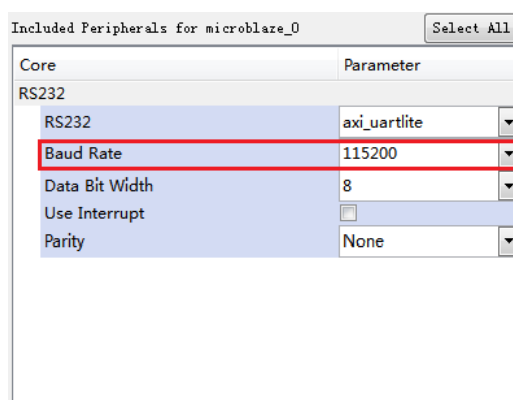 Included Peripherals for microblaze_0 Select All
Core Parameter
RS232
RS232 axi_uartlite
Baud Rate 115200
Data Bit Width 8
Use Interrupt
Parity None